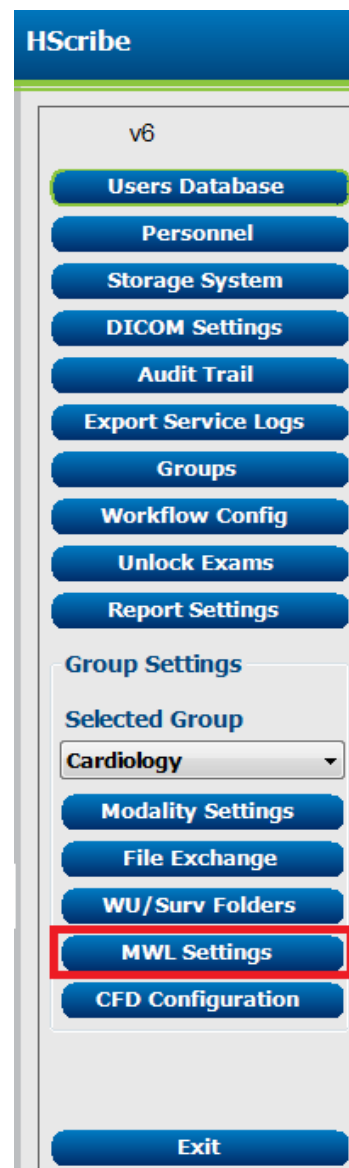 HScribe
v6
Users Database
Personnel
Storage System
DICOM Settings
Audit Trail
Export Service Logs
Groups
Workflow Config
Unlock Exams
Report Settings
Group Settings
Selected Group
Cardiology
Modality Settings
File Exchange
WU/Surv Folders
MWL Settings
CFD Configuration
Exit